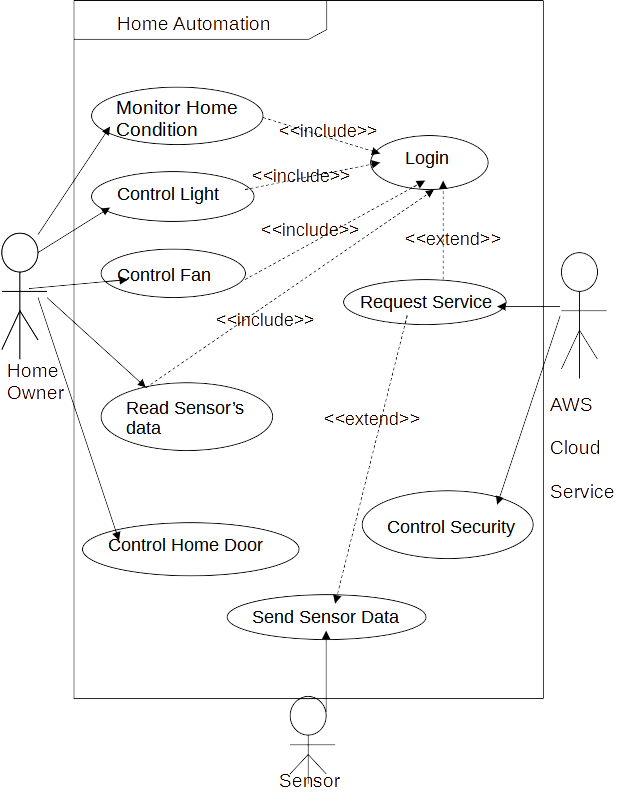 Home Automation
Monitor Home
Condition
<<include>>
Login
Control Light
<<include>>
<<include>>
<<extend>>
Control Fan
Request Service
<<include>>
Home
Owner
Read Sensor's
data
<<extend>>
AWS
Cloud
Service
Control Security
Control Home Door
Send Sensor Data
Sensor